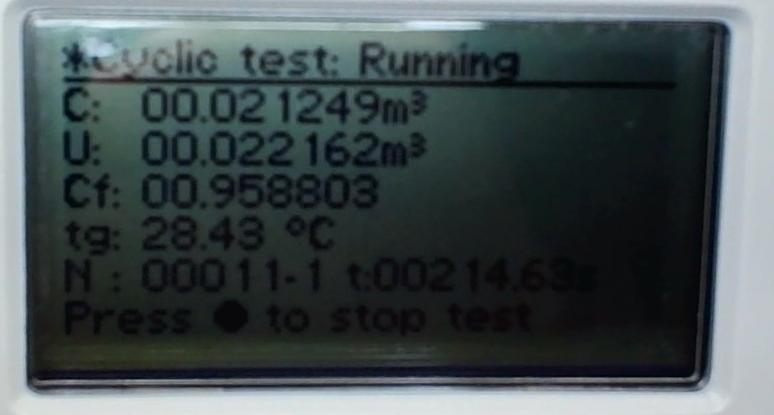 *Cyclic test: Running
C: 00.021249m³
U: 00.022162m³
Cf: 00.958803
tg: 28.43 °C
N : 00011-1 t:00214.63s
Press ● to stop test